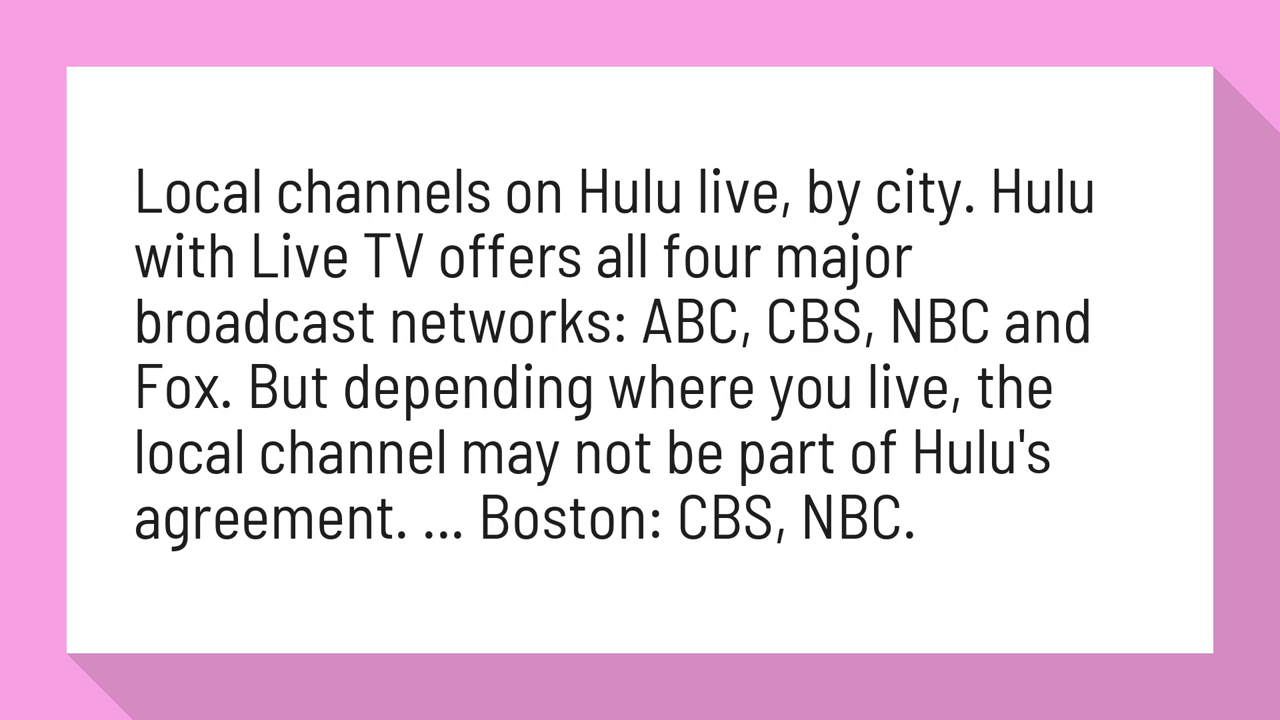 Local channels on Hulu live, by city. Hulu
with Live TV offers all four major
broadcast networks: ABC, CBS, NBC and
Fox. But depending where you live, the
local channel may not be part of Hulu's
agreement. ... Boston: CBS, NBC.